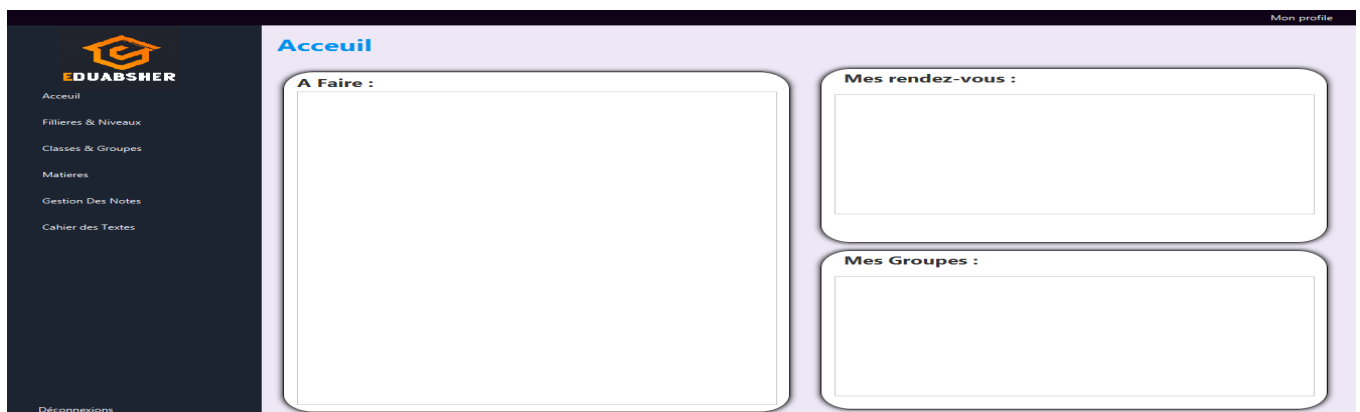 Mon profile
EDUABSHER
Acceuil
Fillieres & Niveaux
Classes & Groupes
Matieres
Gestion Des Notes
Cahier des Textes
Déconnexions
Acceuil
A Faire :
Mes rendez-vous :
Mes Groupes :